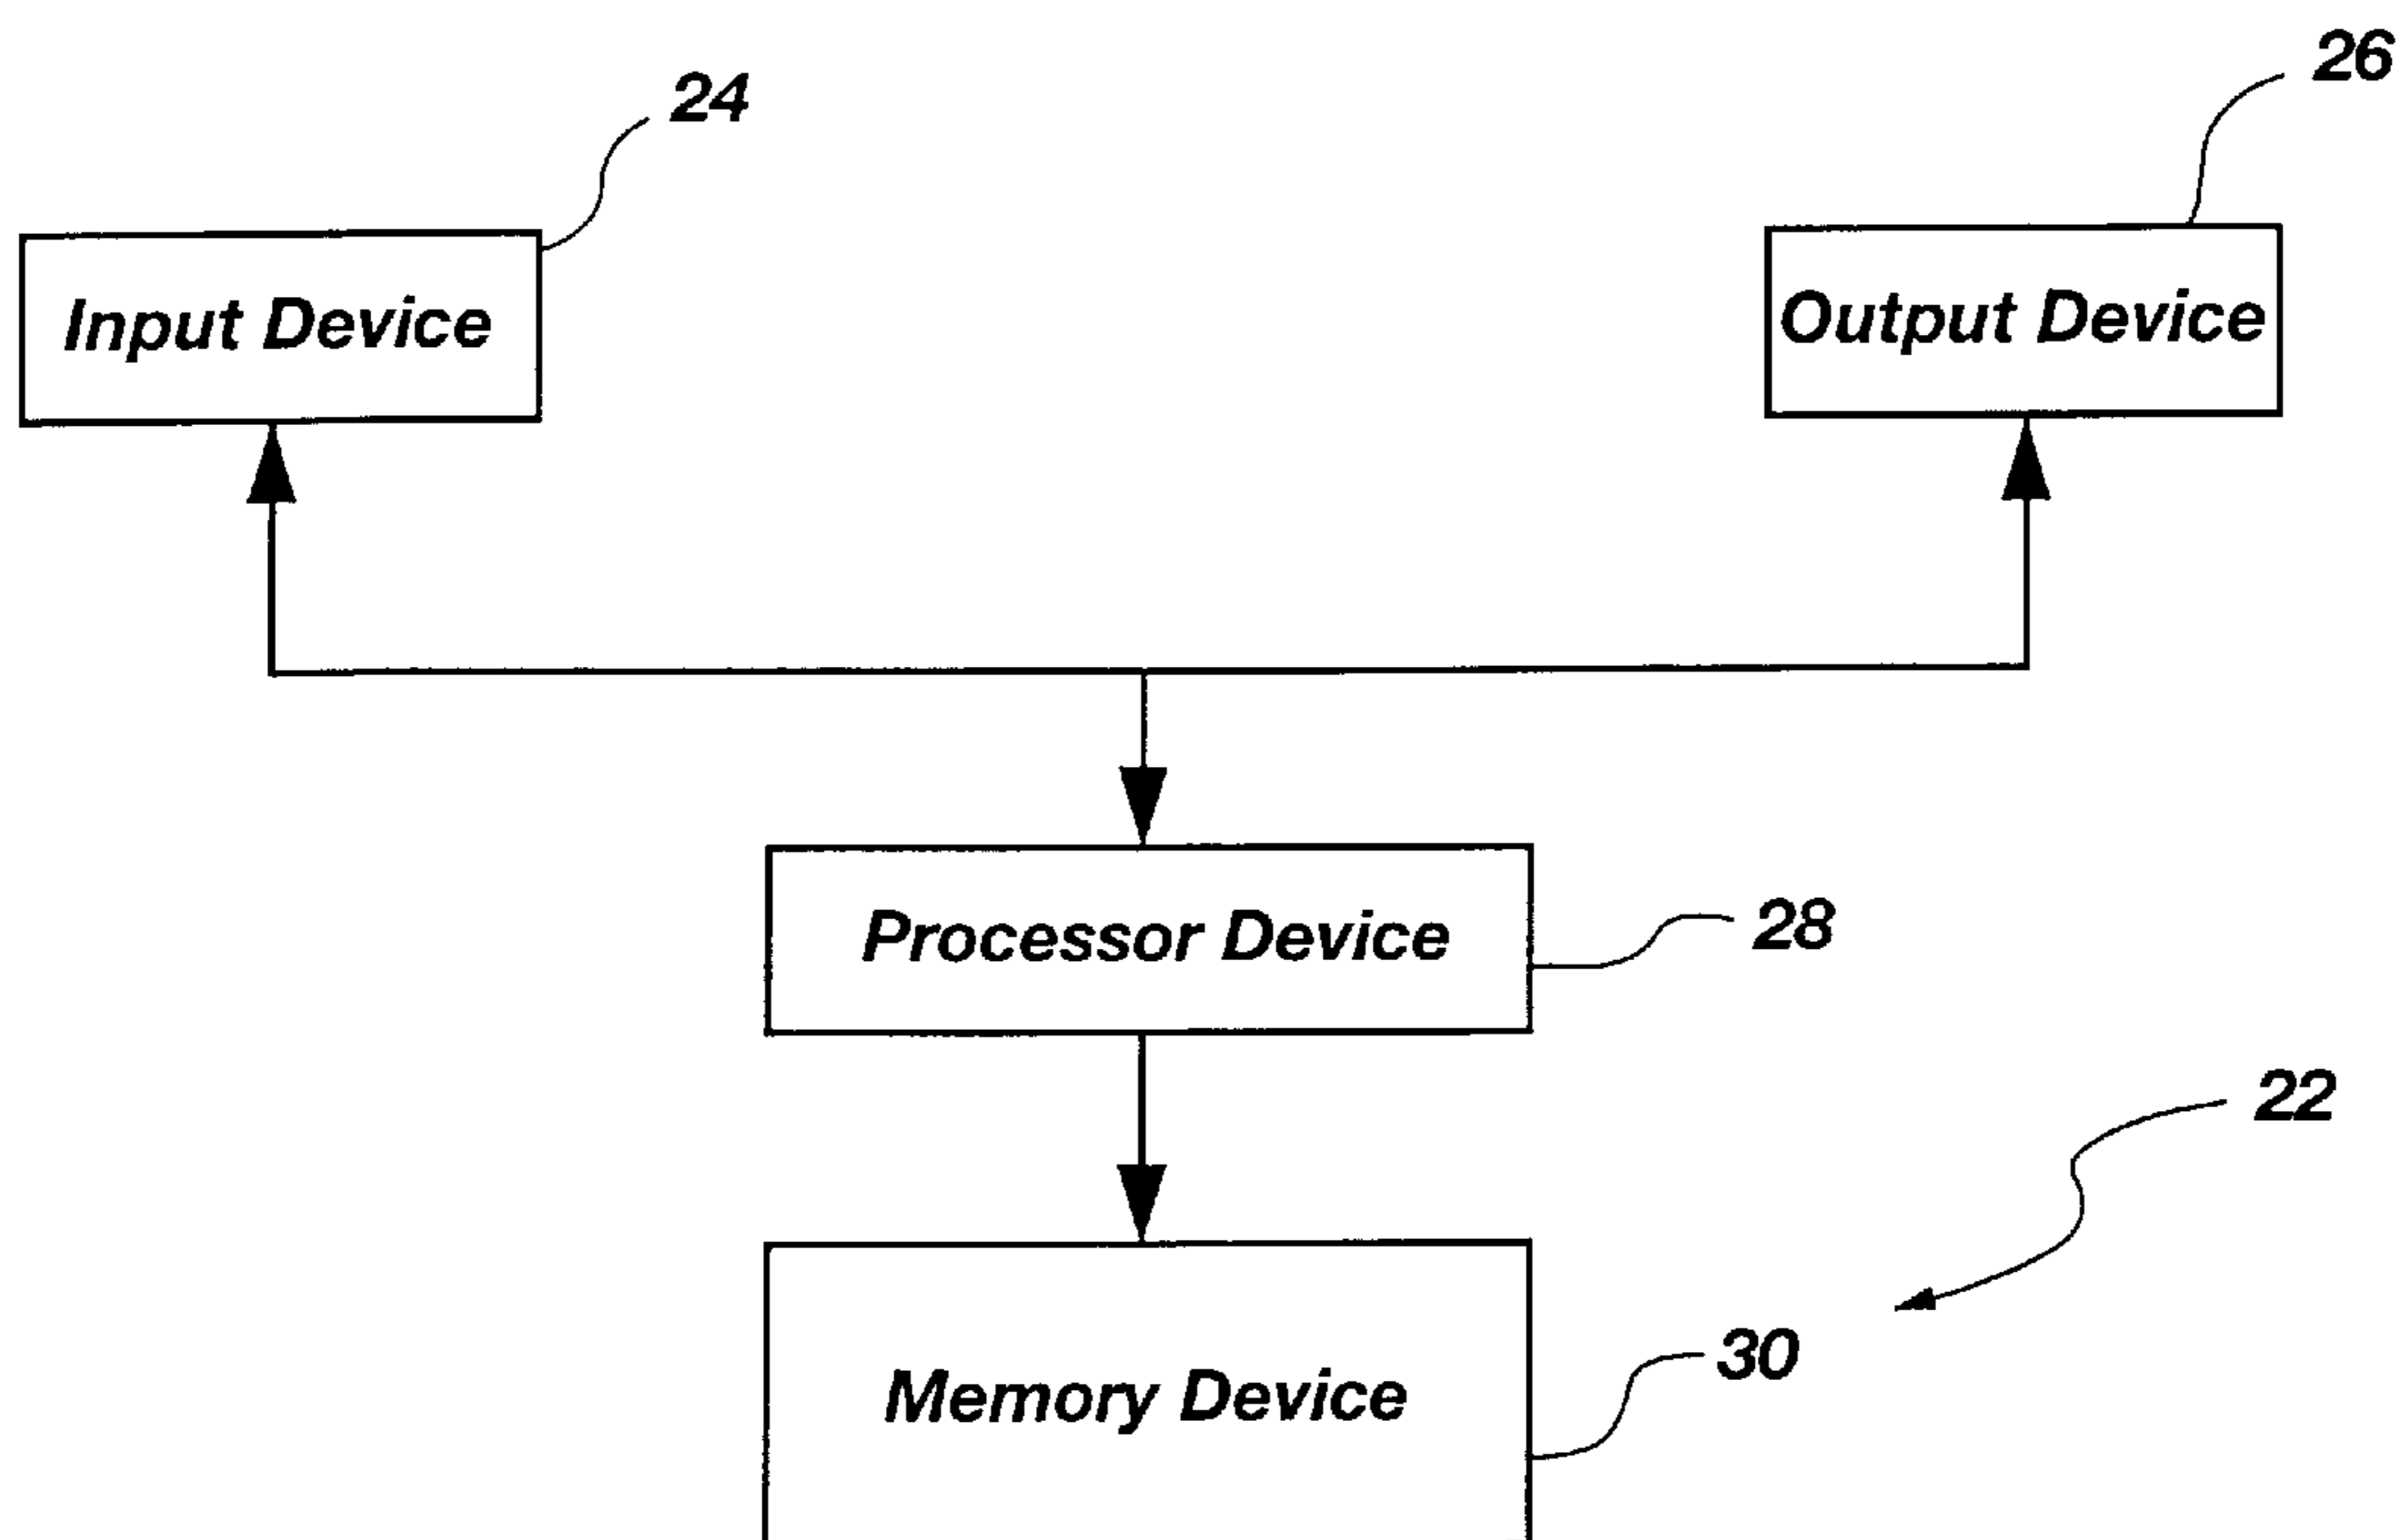 26
24
Input Device
Output Device
Processor Device
28
22
30
Memory Device